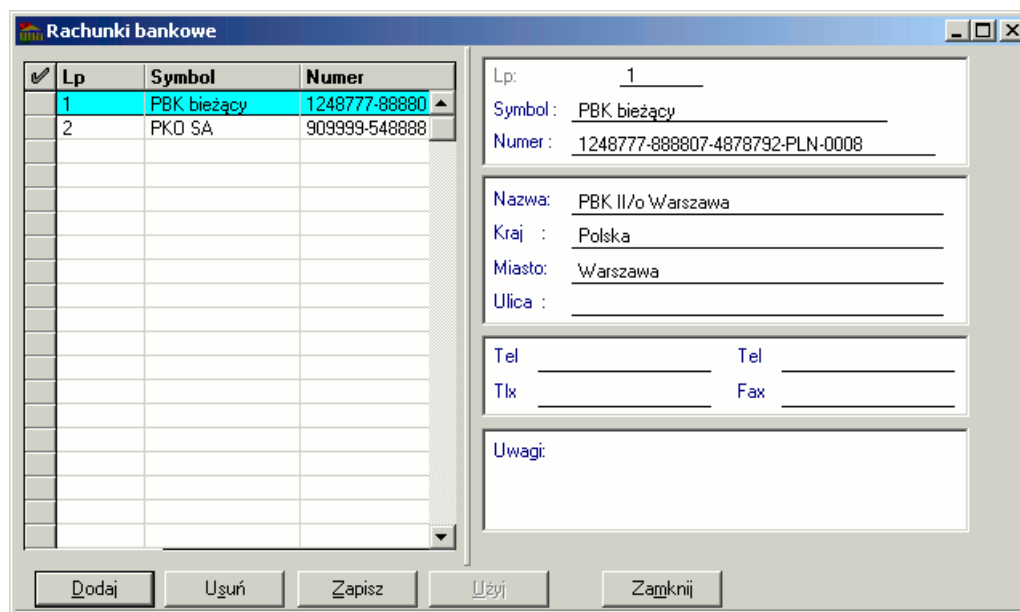 Rachunki bankowe
Lp Symbol Numer
1 PBK bieżący 1248777-88880
2 PKO SA 909999-548888
Lp: 1
Symbol : PBK bieżący
Numer : 1248777-888807-4878792-PLN-0008
Nazwa: PBK II/o Warszawa
Kraj : Polska
Miasto: Warszawa
Ulica :
Tel Tel
Tlx Fax
Uwagi:
Dodaj Usuń Zapisz Użyj Zamknij